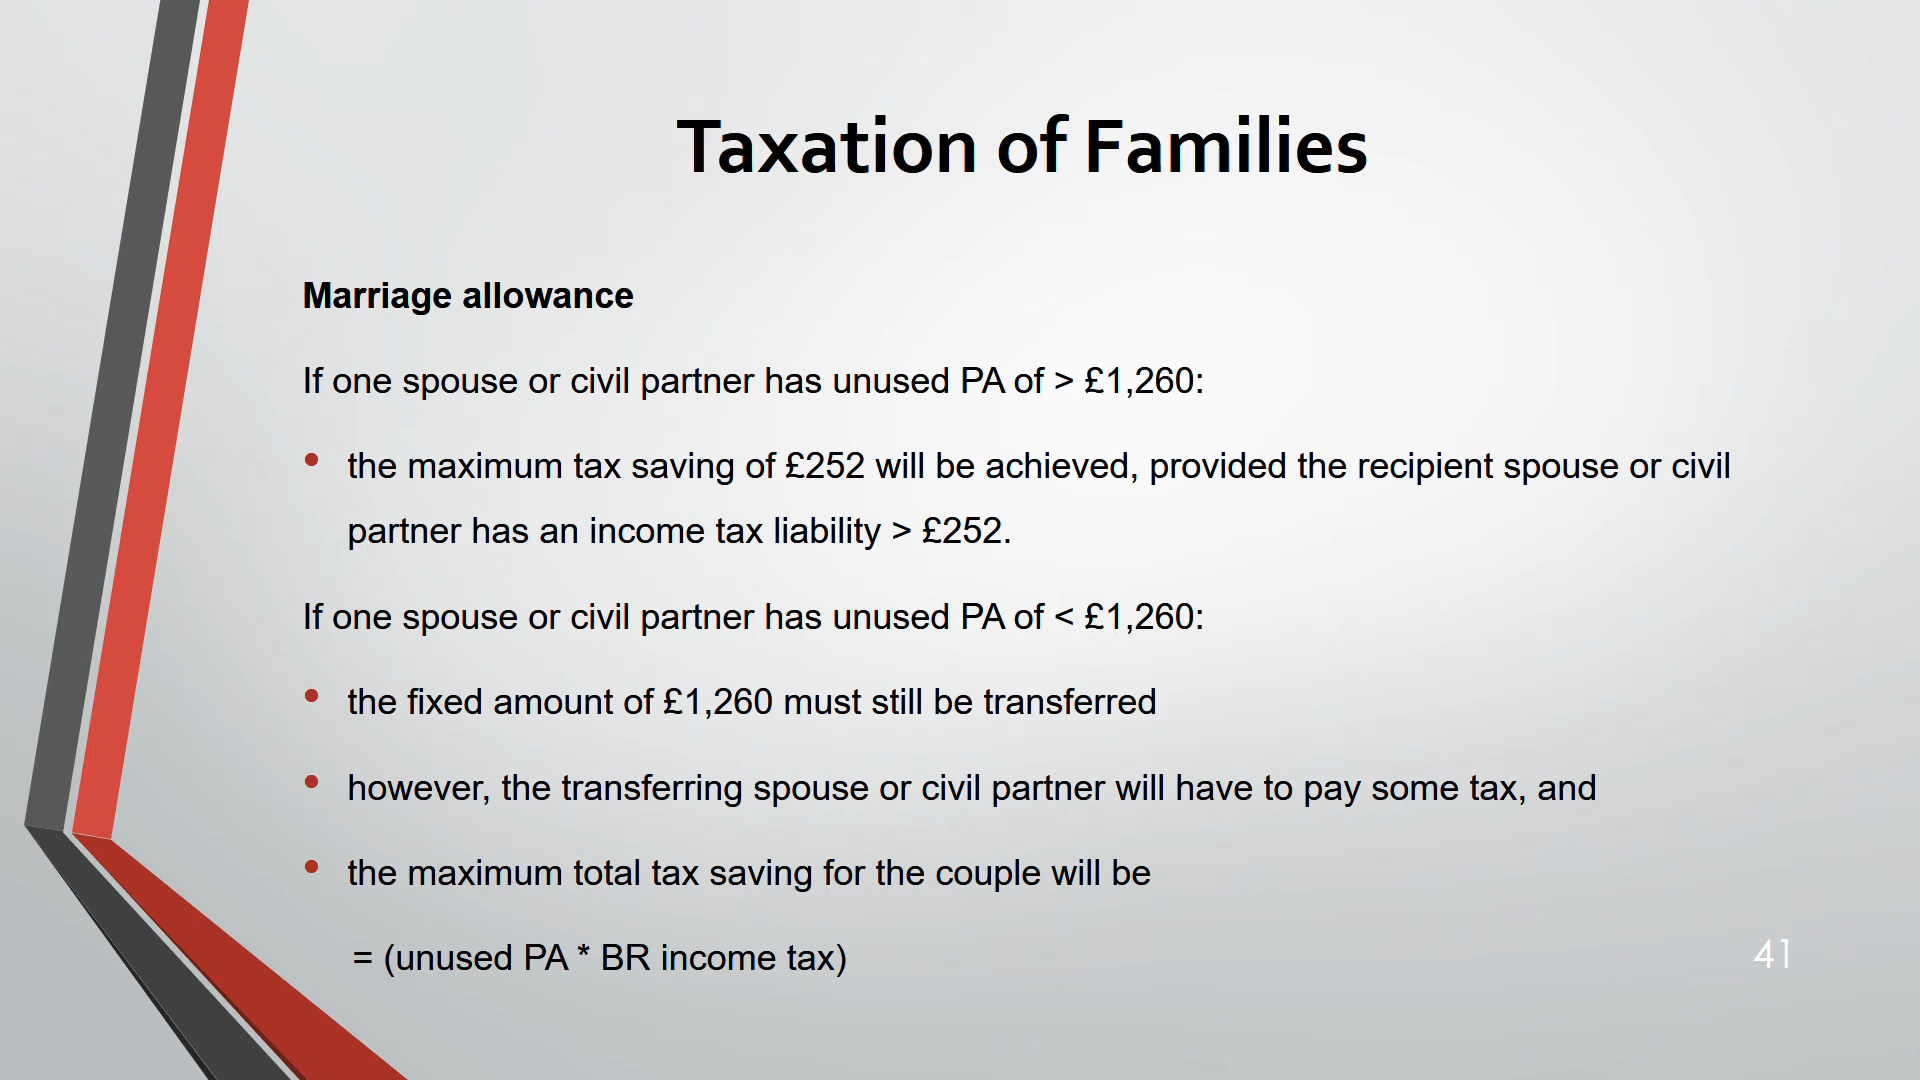 Taxation of Families
Marriage allowance
If one spouse or civil partner has unused PA of > £1,260:
• the maximum tax saving of £252 will be achieved, provided the recipient spouse or civil
partner has an income tax liability > £252.
If one spouse or civil partner has unused PA of < £1,260:
• the fixed amount of £1,260 must still be transferred
• however, the transferring spouse or civil partner will have to pay some tax, and
• the maximum total tax saving for the couple will be
= (unused PA * BR income tax)
41